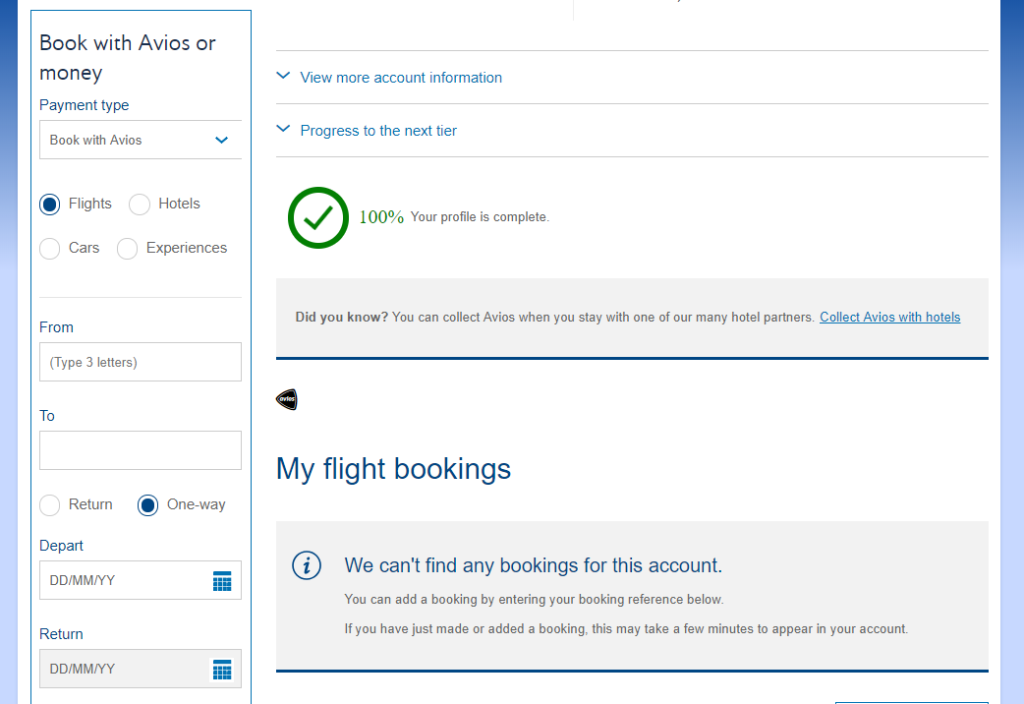 Book with Avios or
money
Payment type
Book with Avios
Flights
Hotels
Cars
Experiences
From
(Type 3 letters)
To
Return
One-way
Depart
DD/MM/YY
Return
DD/MM/YY
View more account information
Progress to the next tier
100% Your profile is complete.
Did you know? You can collect Avios when you stay with one of our many hotel partners. Collect Avios with hotels
avios
My flight bookings
i
We can't find any bookings for this account.
You can add a booking by entering your booking reference below.
If you have just made or added a booking, this may take a few minutes to appear in your account.